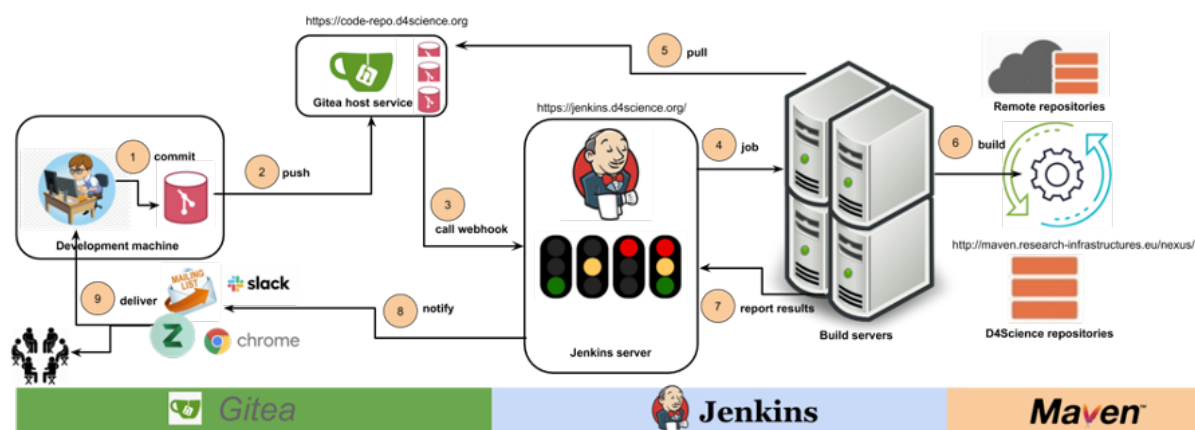 https://code-repo.d4science.org
Gitea host service
5 pull
Remote repositories
https://jenkins.d4science.org/
1 commit
2 push
3
call webhook
4 job
6 build
Development machine
http://maven.research-infrastructures.eu/nexus/
MAILING LIST
slack
9 deliver
8 notify
7 report results
Z
chrome
Build servers
D4Science repositories
Jenkins server
Gitea
Jenkins
Maven™